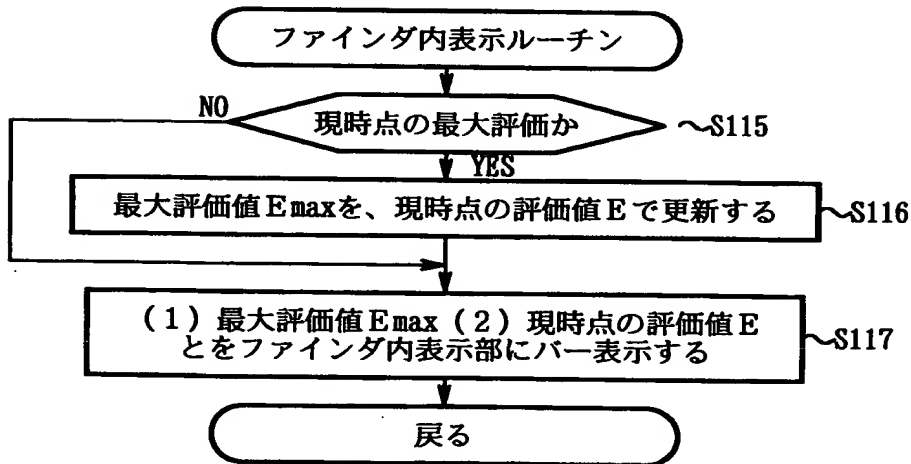 ファインダ内表示ルーチン
NO
現時点の最大評価か
~S115
YES
最大評価値Emaxを、現時点の評価値Eで更新する
~S116
(1)最大評価値Emax(2)現時点の評価値E
とをファインダ内表示部にバー表示する
~S117
戻る